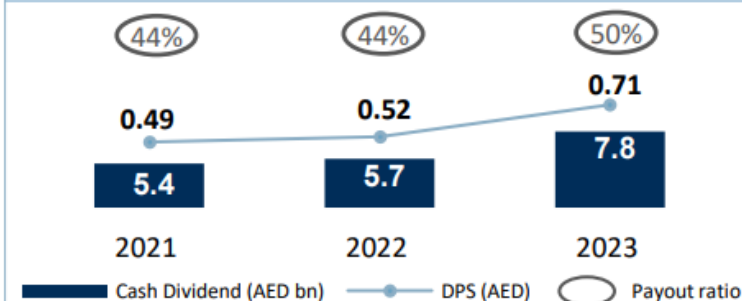 44% 44% 50%
0.49 0.52 0.71
5.4 5.7 7.8
2021 2022 2023
Cash Dividend (AED bn) DPS (AED) Payout ratio